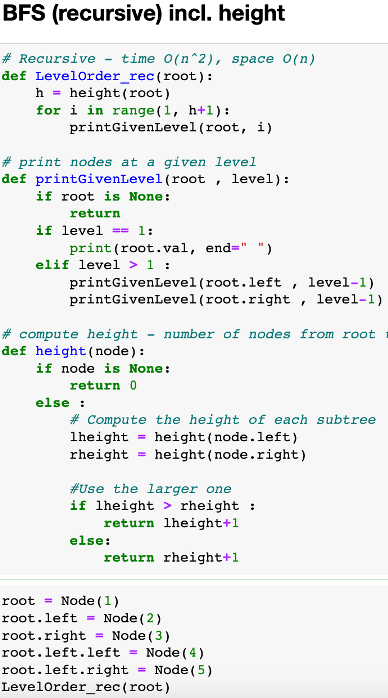 BFS (recursive) incl. height
# Recursive - time O(n^2), space O(n)
def LevelOrder_rec(root):
    h = height(root)
    for i in range(1, h+1):
        printGivenLevel(root, i)
# print nodes at a given level
def printGivenLevel(root , level):
    if root is None:
        return
    if level == 1:
        print(root.val, end=" ")
    elif level > 1 :
        printGivenLevel(root.left , level-1)
        printGivenLevel(root.right , level-1)
# compute height - number of nodes from root
def height(node):
    if node is None:
        return 0
    else :
        # Compute the height of each subtree
        lheight = height(node.left)
        rheight = height(node.right)
        #Use the larger one
        if lheight > rheight :
            return lheight+1
        else:
            return rheight+1
root = Node(1)
root.left = Node(2)
root.right = Node(3)
root.left.left = Node(4)
root.left.right = Node(5)
LevelOrder_rec(root)